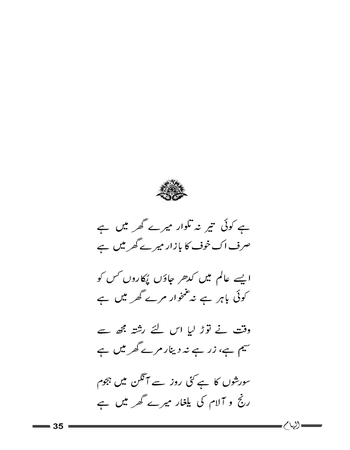 ہے کوئی تیر نہ تلوار میرے گھر میں ہے
صرف اک خوف کا بازار میرے گھر میں ہے
ایسے عالم میں کدھر جاؤں پُکاروں کس کو
کوئی باہر ہے نہ غمخوار مرے گھر میں ہے
وقت نے توڑ لیا اس لئے رشتہ مجھ سے
سیم ہے، زر ہے نہ دینار مرے گھر میں ہے
سورشوں کا ہے کئی روز سے آنگن میں ہجوم
رنج و آلام کی یلغار میرے گھر میں ہے
35